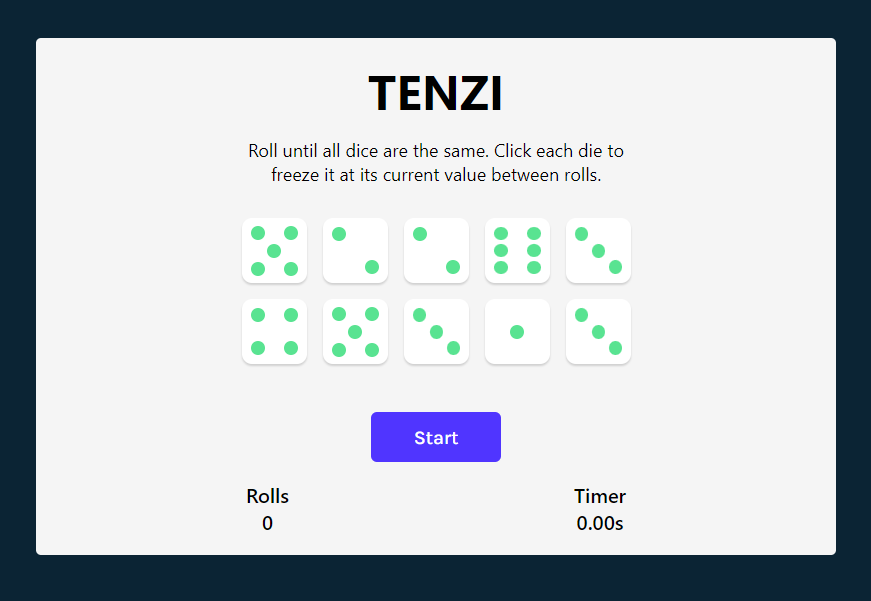 TENZI
Roll until all dice are the same. Click each die to
freeze it at its current value between rolls.
Start
Rolls
0
Timer
0.00s